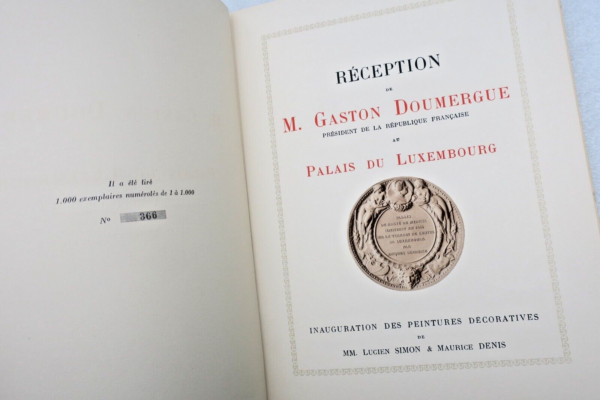 Il a été tiré
1.000 exemplaires numérotés de 1 à 1.000
No 366
RÉCEPTION
DE
M. GASTON DOUMERGUE
PRÉSIDENT DE LA RÉPUBLIQUE FRANÇAISE
AU
PALAIS DU LUXEMBOURG
INAUGURATION DES PEINTURES DÉCORATIVES
DE
MM. LUCIEN SIMON & MAURICE DENIS